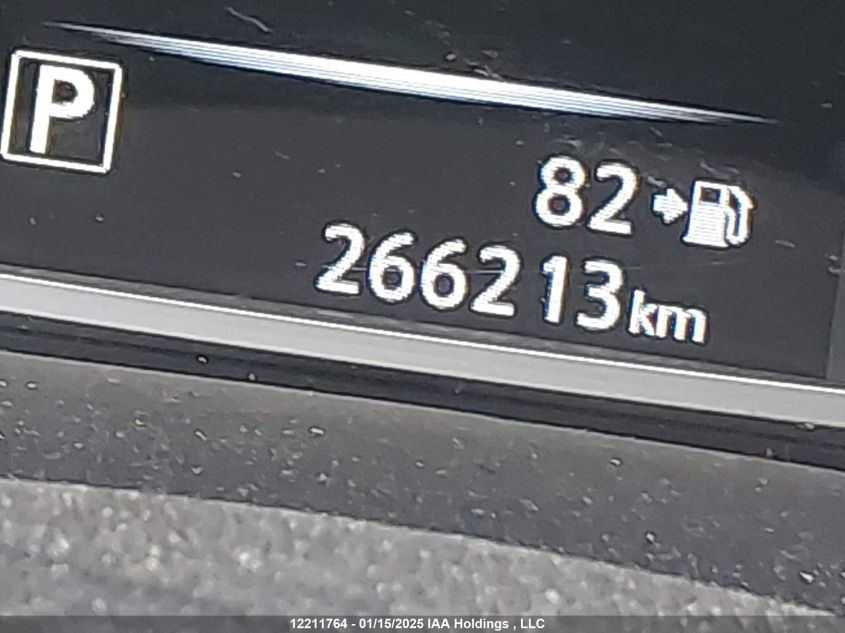 P
82
266213km
12211764 - 01/15/2025 IAA Holdings , LLC